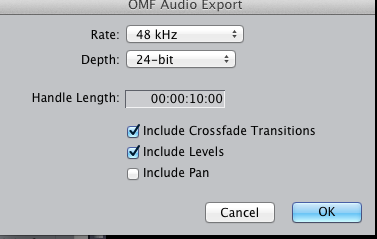 OMF Audio Export
Rate: 48 kHz
Depth: 24-bit
Handle Length: 00:00:10:00
Include Crossfade Transitions
Include Levels
Include Pan
Cancel OK